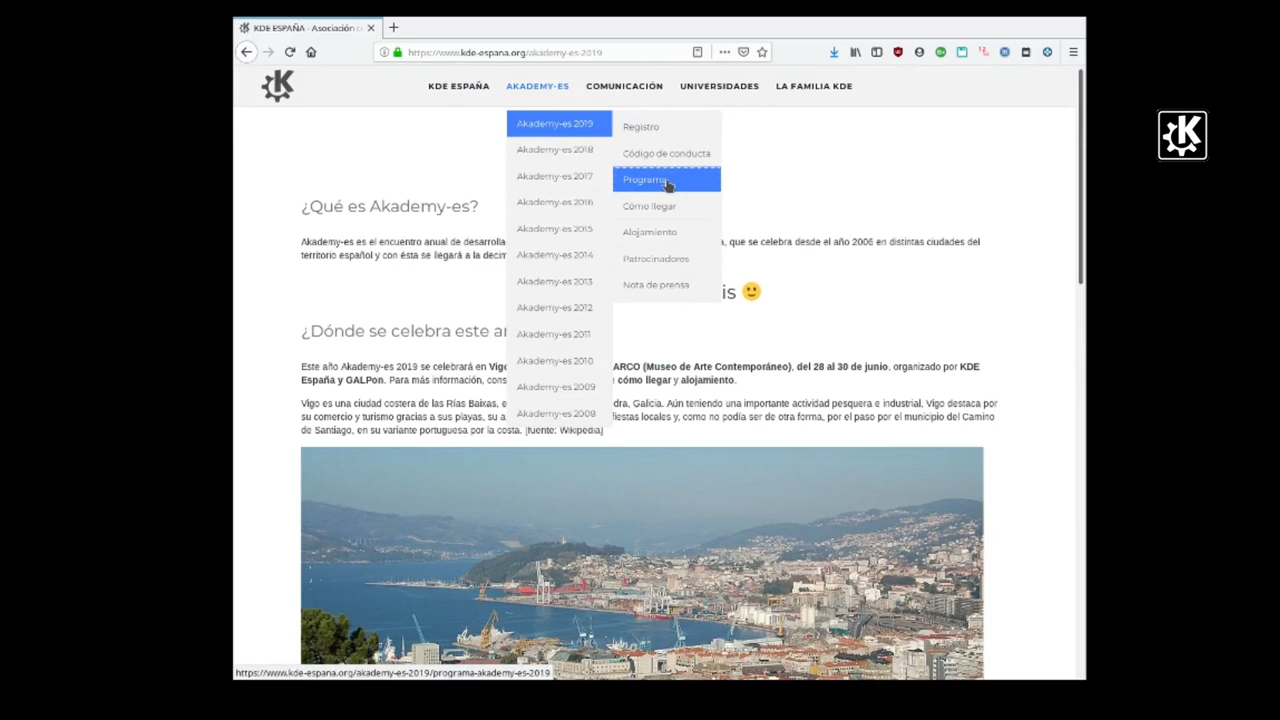 KDE ESPAÑA - Asociación
https://www.kde-espana.org/akademy-es-2019
KDE ESPAÑA AKADEMY-ES COMUNICACIÓN UNIVERSIDADES LA FAMILIA KDE
Akademy-es 2019
Akademy-es 2018
Akademy-es 2017
Akademy-es 2016
Akademy-es 2015
Akademy-es 2014
Akademy-es 2013
Akademy-es 2012
Akademy-es 2011
Akademy-es 2010
Akademy-es 2009
Akademy-es 2008
Registro
Código de conducta
Programa
Cómo llegar
Alojamiento
Patrocinadores
Nota de prensa
¿Qué es Akademy-es?
Akademy-es es el encuentro anual de desarrolla , que se celebra desde el año 2006 en distintas ciudades del
territorio español y con ésta se llegará a la decim
is 🙂
¿Dónde se celebra este a
Este año Akademy-es 2019 se celebrará en Vigo ARCO (Museo de Arte Contemporáneo), del 28 al 30 de junio, organizado por KDE
España y GALPon. Para más información, cons cómo llegar y alojamiento.
Vigo es una ciudad costera de las Rías Baixas, e dra, Galicia. Aún teniendo una importante actividad pesquera e industrial, Vigo destaca por
su comercio y turismo gracias a sus playas, su a fiestas locales y, como no podía ser de otra forma, por el paso por el municipio del Camino
de Santiago, en su variante portuguesa por la costa. [fuente: Wikipedia]
https://www.kde-espana.org/akademy-es-2019/programa-akademy-es-2019